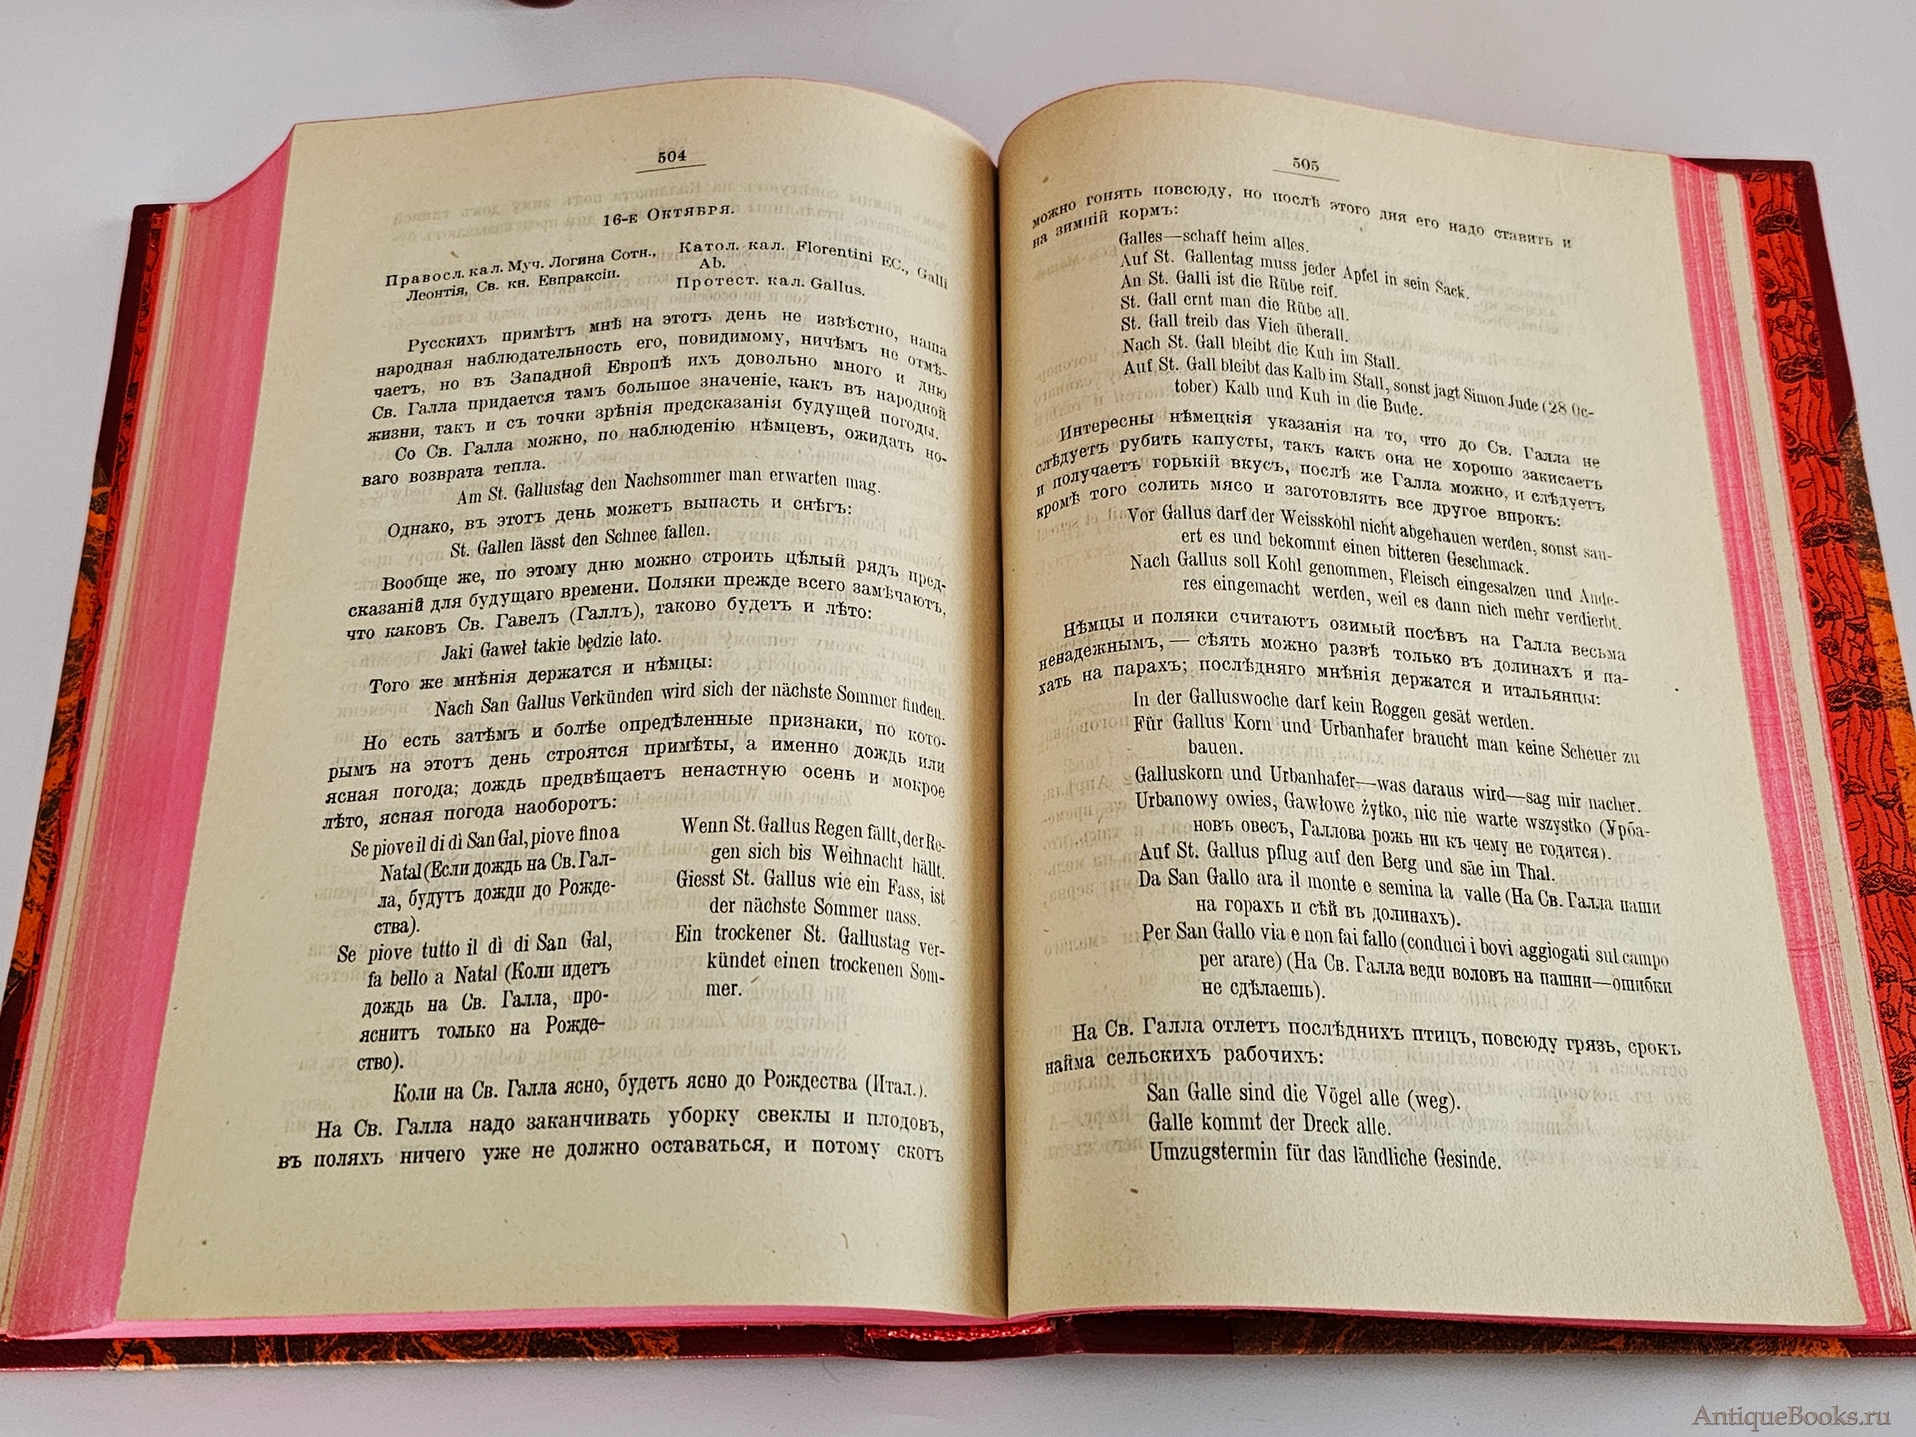 504
16-е Октября.
Правосл. кал. Муч. Логина Сотн.,
Леонтія, Св. кн. Евпраксіи.
Катол. кал. Florentini EC., Galli
Ab.
Протест. кал. Gallus.
Русскихъ примѣтъ мнѣ на этотъ день не извѣстно, наша
народная наблюдательность его, повидимому, ничѣмъ не отмѣ-
чаетъ, но въ Западной Европѣ ихъ довольно много и дню
Св. Галла придается тамъ большое значеніе, какъ въ народной
жизни, такъ и съ точки зрѣнія предсказанія будущей погоды.
Со Св. Галла можно, по наблюденію нѣмцевъ, ожидать но-
ваго возврата тепла.
Am St. Gallustag den Nachsommer man erwarten mag.
Однако, въ этотъ день можетъ выпасть и снѣгъ:
St. Gallen lässt den Schnee fallen.
Вообще же, по этому дню можно строить цѣлый рядъ пред-
сказаній для будущаго времени. Поляки прежде всего замѣчаютъ,
что каковъ Св. Гавелъ (Галлъ), таково будетъ и лѣто:
Jaki Gaweł takie będzie lato.
Того же мнѣнія держатся и нѣмцы:
Nach San Gallus Verkünden wird sich der nächste Sommer finden.
Но есть затѣмъ и болѣе опредѣленные признаки, по кото-
рымъ на этотъ день строятся примѣты, а именно дождь или
ясная погода; дождь предвѣщаетъ ненастную осень и мокрое
лѣто, ясная погода наоборотъ:
Se piove il di dì San Gal, piove fino a
Natal (Если дождь на Св. Гал-
ла, будутъ дожди до Рожде-
ства).
Se piove tutto il dì di San Gal,
fa bello a Natal (Коли идетъ
дождь на Св. Галла, про-
яснитъ только на Рожде-
ство).
Wenn St. Gallus Regen fällt, der Re-
gen sich bis Weihnacht hällt.
Giesst St. Gallus wie ein Fass, ist
der nächste Sommer nass.
Ein trockener St. Gallustag ver-
kündet einen trockenen Som-
mer.
Коли на Св. Галла ясно, будетъ ясно до Рождества (Итал.).
На Св. Галла надо заканчивать уборку свеклы и плодовъ,
въ поляхъ ничего уже не должно оставаться, и потому скотъ
505
можно гонять повсюду, но послѣ этого дня его надо ставить и
на зимній кормъ:
Galles—schaff heim alles.
Auf St. Gallentag muss jeder Apfel in sein Sack.
An St. Galli ist die Rübe reif.
St. Gall ernt man die Rübe all.
St. Gall treib das Vich überall.
Nach St. Gall bleibt die Kuh im Stall.
Auf St. Gall bleibt das Kalb im Stall, sonst jagt Simon Jude (28 Oc-
tober) Kalb und Kuh in die Bude.
Интересны нѣмецкія указанія на то, что до Св. Галла не
слѣдуетъ рубить капусты, такъ какъ она не хорошо закисаетъ
и получаетъ горькій вкусъ, послѣ же Галла можно, и слѣдуетъ
кромѣ того солить мясо и заготовлять все другое впрокъ:
Vor Gallus darf der Weisskohl nicht abgehauen werden, sonst sau-
ert es und bekommt einen bitteren Geschmack.
Nach Gallus soll Kohl genommen, Fleisch eingesalzen und Ande-
res eingemacht werden, weil es dann nich mehr verdierbt.
Нѣмцы и поляки считаютъ озимый посѣвъ на Галла весьма
ненадежнымъ, — сѣять можно развѣ только въ долинахъ и па-
хать на парахъ; послѣдняго мнѣнія держатся и итальянцы:
In der Galluswoche darf kein Roggen gesät werden.
Für Gallus Korn und Urbanhafer braucht man keine Scheuer zu
bauen.
Galluskorn und Urbanhafer—was daraus wird—sag mir nacher.
Urbanowy owies, Gawłowe żytko, nic nie warte wszystko (Урба-
новъ овесъ, Галлова рожь ни къ чему не годятся).
Auf St. Gallus pflug auf den Berg und säe im Thal.
Da San Gallo ara il monte e semina la valle (На Св. Галла паши
на горахъ и сѣй въ долинахъ).
Per San Gallo via e non fai fallo (conduci i bovi aggiogati sul campo
per arare) (На Св. Галла веди воловъ на пашни—ошибки
не сдѣлаешь).
На Св. Галла отлетъ послѣднихъ птицъ, повсюду грязь, срокъ
найма сельскихъ рабочихъ:
San Galle sind die Vögel alle (weg).
Galle kommt der Dreck alle.
Umzugstermin für das ländliche Gesinde.
AntiqueBooks.ru